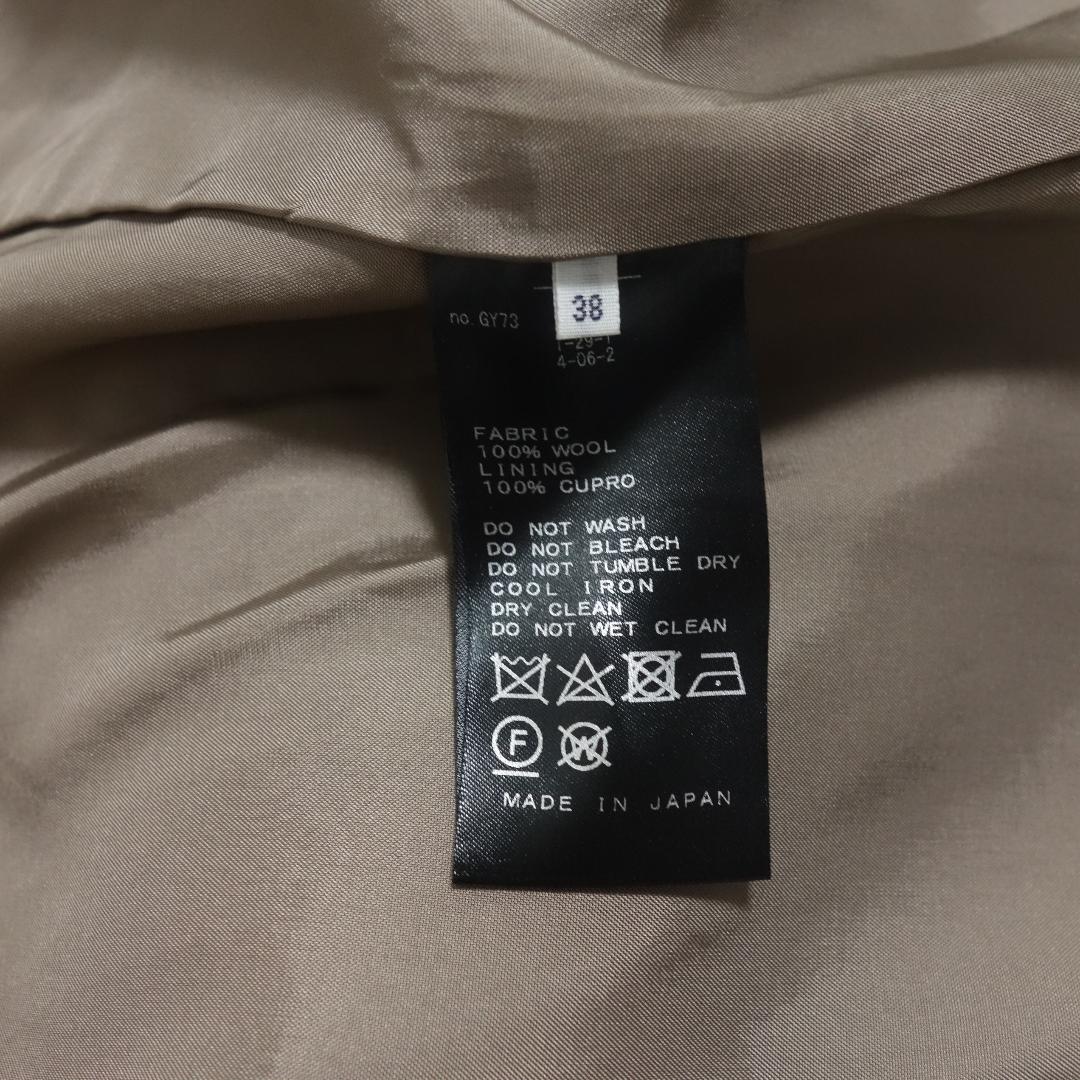 38
no. GY73
4-06-2
FABRIC
100% WOOL
LINING
100% CUPRO
DO NOT WASH
DO NOT BLEACH
DO NOT TUMBLE DRY
COOL IRON
DRY CLEAN
DO NOT WET CLEAN
F W
MADE IN JAPAN